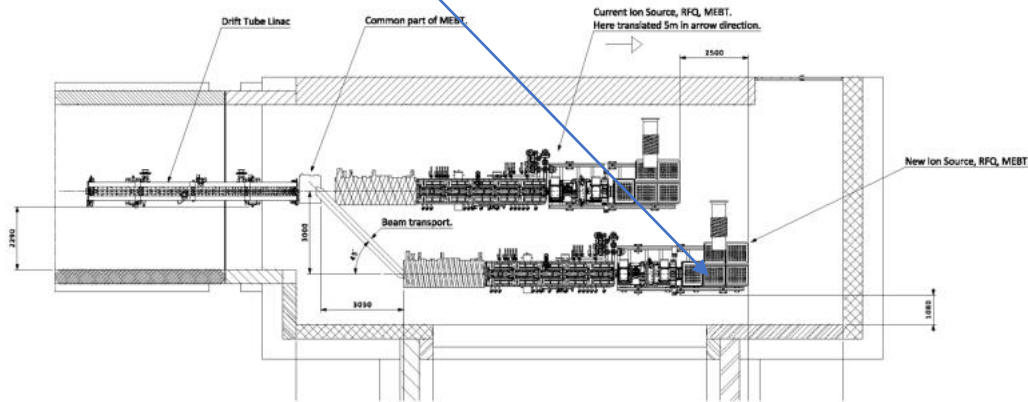 Drift Tube Linac
Common part of MEBT.
Current Ion Source, RFQ, MEBT.
Here translated 5m in arrow direction.
2500
New Ion Source, RFQ, MEBT
Beam transport.
3000
45°
2290
3050
1080